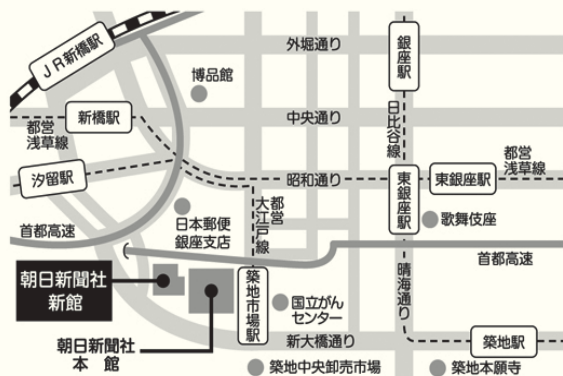 外堀通り
銀座駅
JR新橋駅
博品館
日比谷線
新橋駅
中央通り
都営
浅草線
都営
浅草線
汐留駅
昭和通り
東銀座駅
東銀座駅
日本郵便
銀座支店
都営
大江戸線
歌舞伎座
首都高速
首都高速
朝日新聞社
新館
築地市場駅
国立がん
センター
晴海通り
朝日新聞社
本館
新大橋通り
築地駅
築地中央卸売市場
築地本願寺